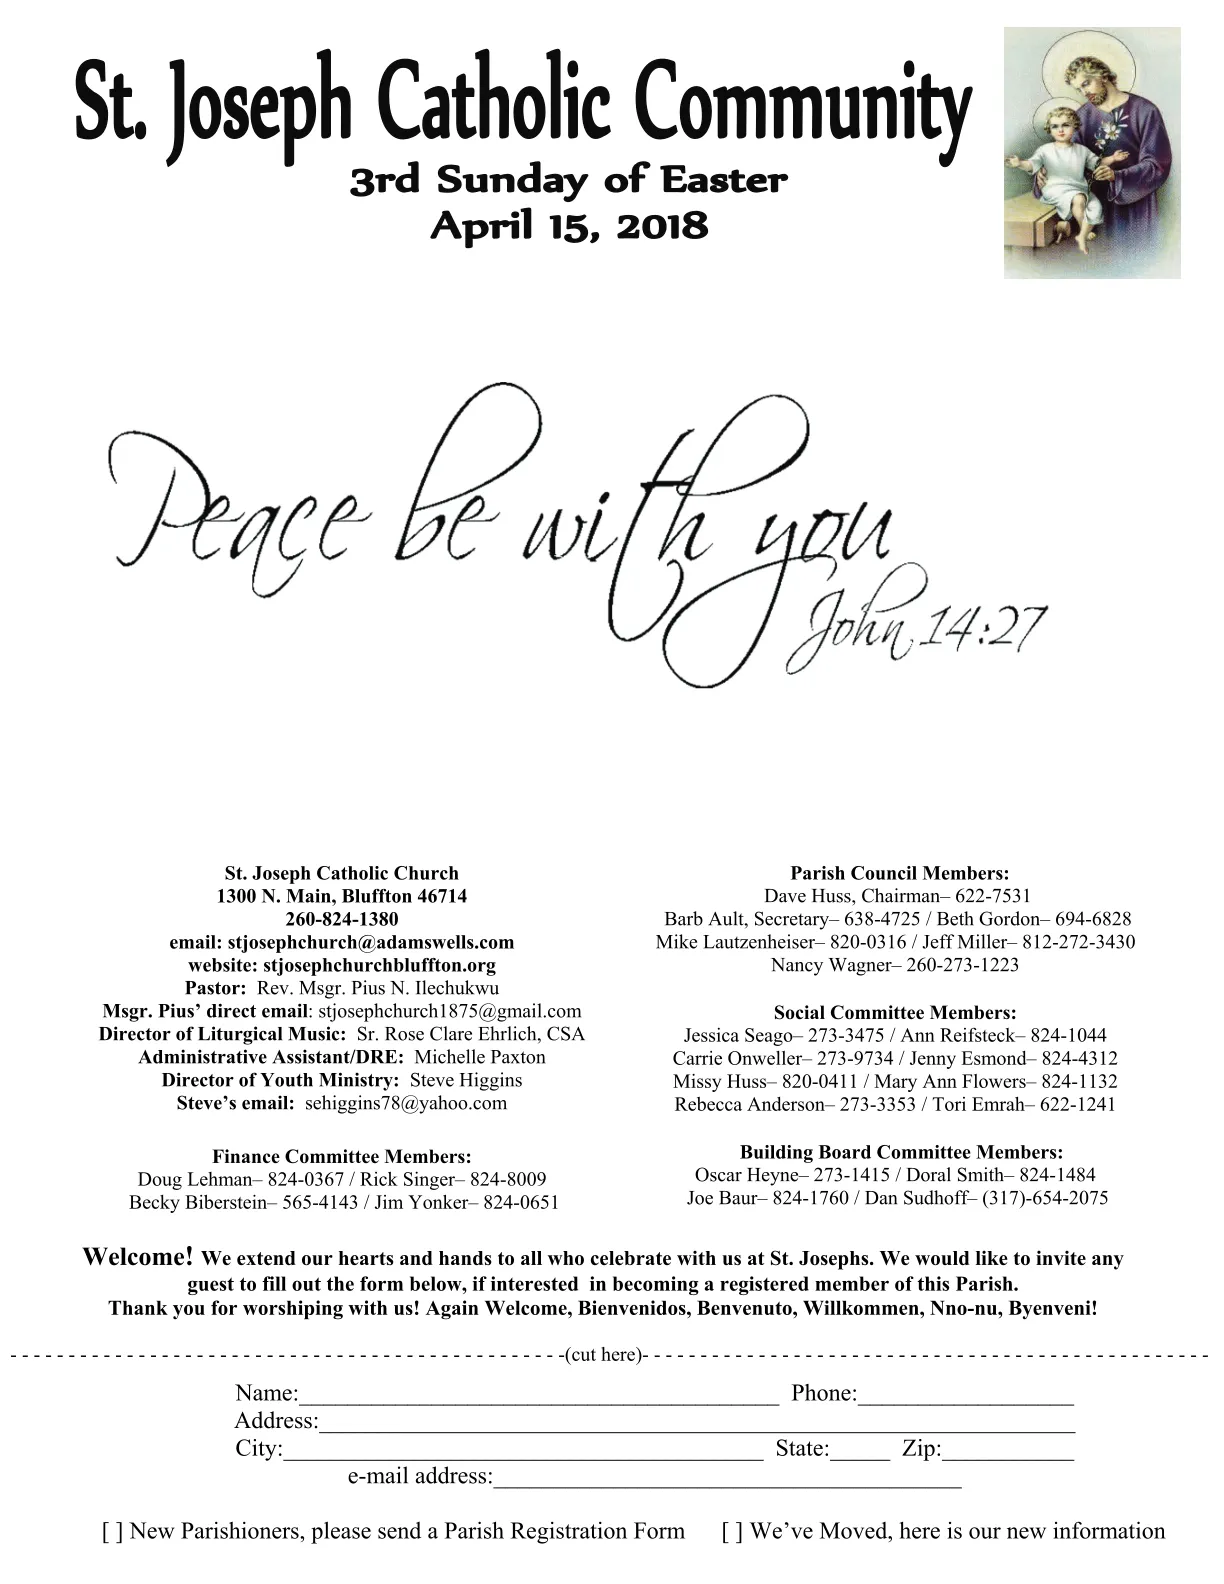 St. Joseph Catholic Community
3rd Sunday of Easter
April 15, 2018
Peace be with you
John 14:27
St. Joseph Catholic Church
1300 N. Main, Bluffton 46714
260-824-1380
email: stjosephchurch@adamswells.com
website: stjosephchurchbluffton.org
Pastor: Rev. Msgr. Pius N. Ilechukwu
Msgr. Pius’ direct email: stjosephchurch1875@gmail.com
Director of Liturgical Music: Sr. Rose Clare Ehrlich, CSA
Administrative Assistant/DRE: Michelle Paxton
Director of Youth Ministry: Steve Higgins
Steve’s email: sehiggins78@yahoo.com
Finance Committee Members:
Doug Lehman– 824-0367 / Rick Singer– 824-8009
Becky Biberstein– 565-4143 / Jim Yonker– 824-0651
Parish Council Members:
Dave Huss, Chairman– 622-7531
Barb Ault, Secretary– 638-4725 / Beth Gordon– 694-6828
Mike Lautzenheiser– 820-0316 / Jeff Miller– 812-272-3430
Nancy Wagner– 260-273-1223
Social Committee Members:
Jessica Seago– 273-3475 / Ann Reifsteck– 824-1044
Carrie Onweller– 273-9734 / Jenny Esmond– 824-4312
Missy Huss– 820-0411 / Mary Ann Flowers– 824-1132
Rebecca Anderson– 273-3353 / Tori Emrah– 622-1241
Building Board Committee Members:
Oscar Heyne– 273-1415 / Doral Smith– 824-1484
Joe Baur– 824-1760 / Dan Sudhoff– (317)-654-2075
Welcome! We extend our hearts and hands to all who celebrate with us at St. Josephs. We would like to invite any
guest to fill out the form below, if interested in becoming a registered member of this Parish.
Thank you for worshiping with us! Again Welcome, Bienvenidos, Benvenuto, Willkommen, Nno-nu, Byenveni!
(cut here)
Name:________________________________________ Phone:__________________
Address:_______________________________________________________________
City:________________________________________ State:_____ Zip:___________
e-mail address:_______________________________________
[ ] New Parishioners, please send a Parish Registration Form [ ] We’ve Moved, here is our new information